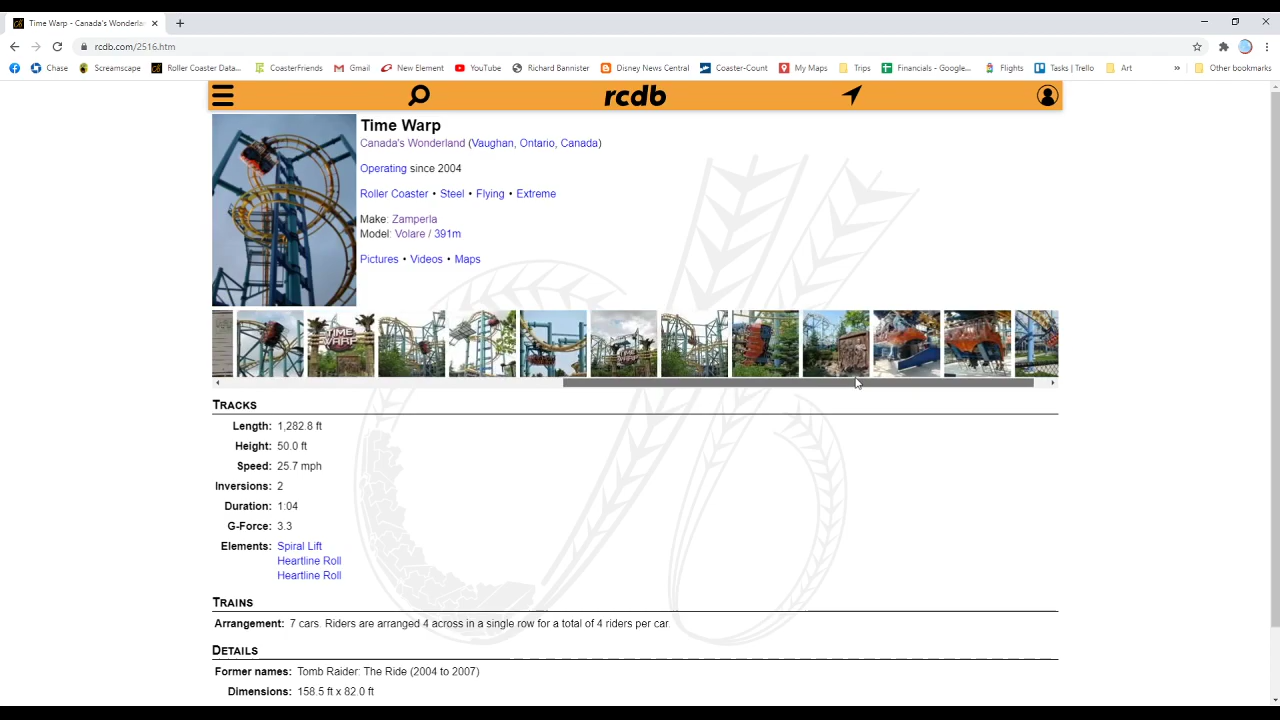 Time Warp - Canada's Wonderla
rcdb.com/2516.htm
Chase
Screamscape
Roller Coaster Data...
CoasterFriends
Gmail
New Element
YouTube
Richard Bannister
Disney News Central
Coaster-Count
My Maps
Trips
Financials - Google...
Flights
Tasks | Trello
Art
»
Other bookmarks
rcdb
Time Warp
Canada's Wonderland (Vaughan, Ontario, Canada)
Operating since 2004
Roller Coaster • Steel • Flying • Extreme
Make: Zamperla
Model: Volare / 391m
Pictures • Videos • Maps
TIME WARP
TRACKS
Length: 1,282.8 ft
Height: 50.0 ft
Speed: 25.7 mph
Inversions: 2
Duration: 1:04
G-Force: 3.3
Elements: Spiral Lift
Heartline Roll
Heartline Roll
TRAINS
Arrangement: 7 cars. Riders are arranged 4 across in a single row for a total of 4 riders per car.
DETAILS
Former names: Tomb Raider: The Ride (2004 to 2007)
Dimensions: 158.5 ft x 82.0 ft